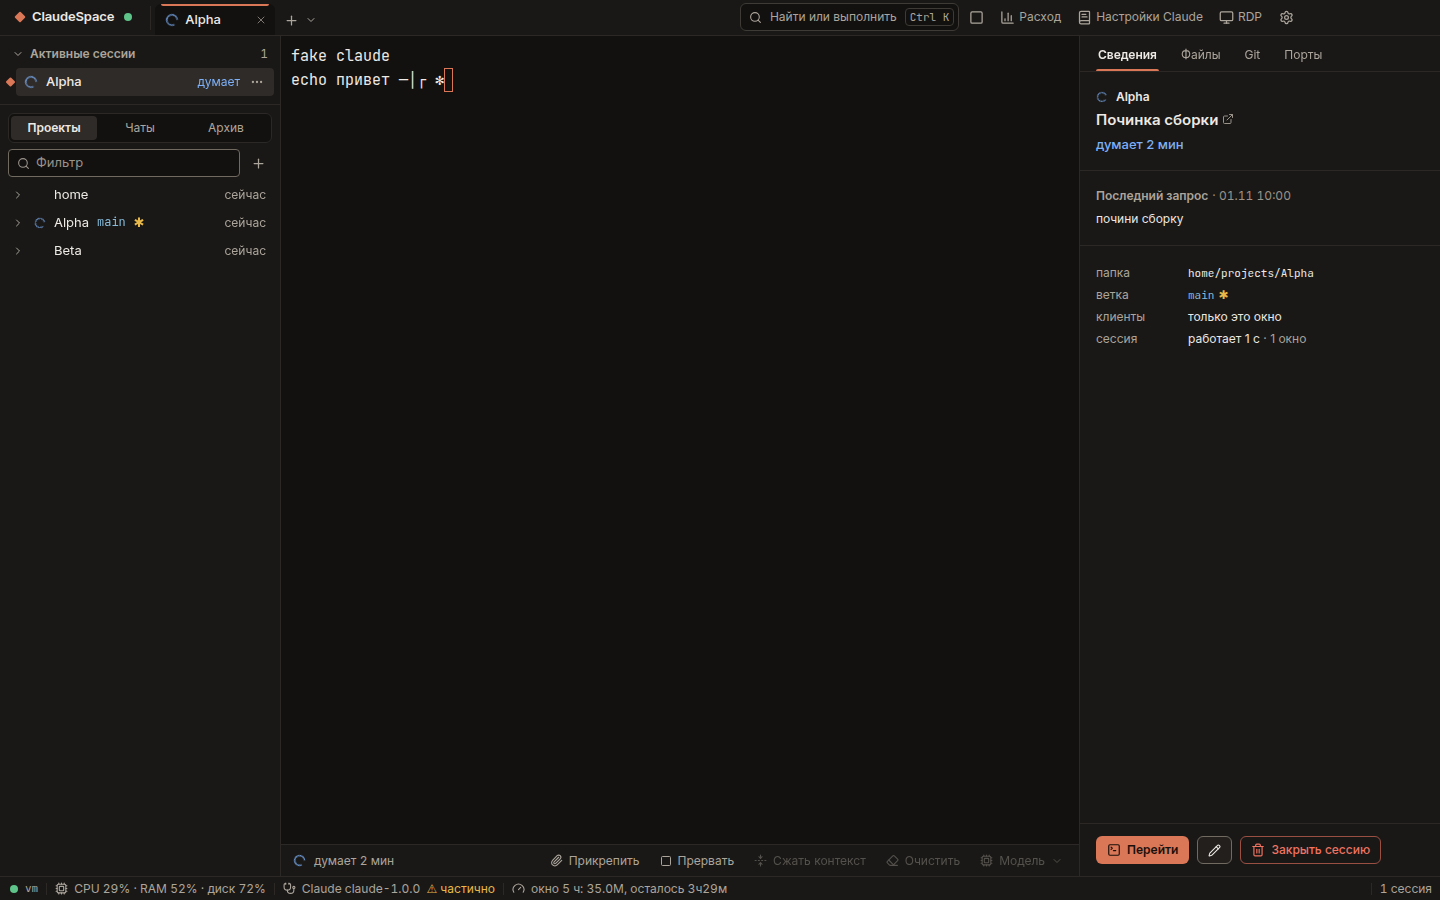 ClaudeSpace
Alpha
Найти или выполнить Ctrl K
Расход
Настройки Claude
RDP
Активные сессии 1
Alpha думает ···
Проекты Чаты Архив
Фильтр
home сейчас
Alpha main ✱ сейчас
Beta сейчас
fake claude
echo привет ─│┌ ✻
думает 2 мин
Прикрепить
Прервать
Сжать контекст
Очистить
Модель
Сведения Файлы Git Порты
Alpha
Починка сборки
думает 2 мин
Последний запрос · 01.11 10:00
почини сборку
папка home/projects/Alpha
ветка main ✱
клиенты только это окно
сессия работает 1 с · 1 окно
Перейти
Закрыть сессию
vm
CPU 29% · RAM 52% · диск 72%
Claude claude-1.0.0 ⚠ частично
окно 5 ч: 35.0M, осталось 3ч29м
1 сессия